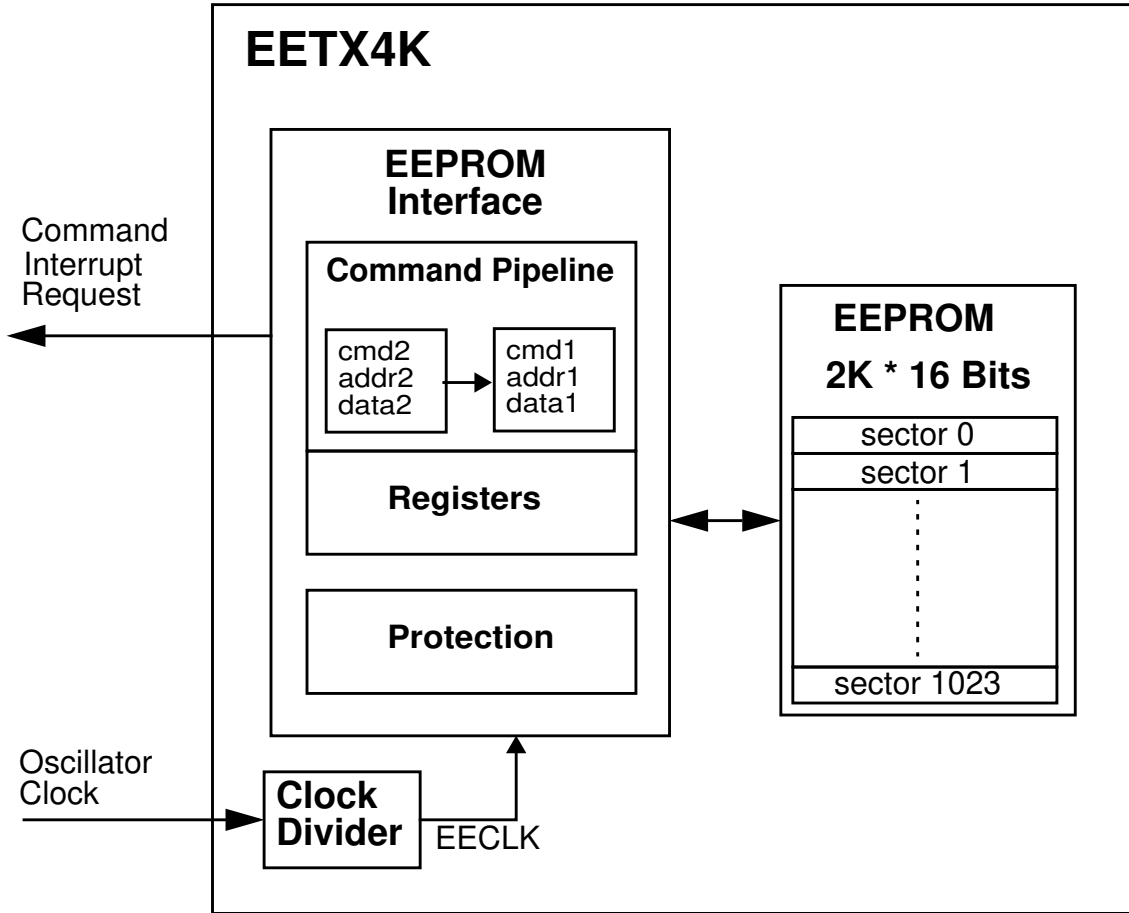 EETX4K
EEPROM
Interface
Command
Interrupt
Request
Command Pipeline
cmd2
addr2
data2
cmd1
addr1
data1
Registers
Protection
EEPROM
2K * 16 Bits
sector 0
sector 1
sector 1023
Oscillator
Clock
Clock
Divider
EECLK